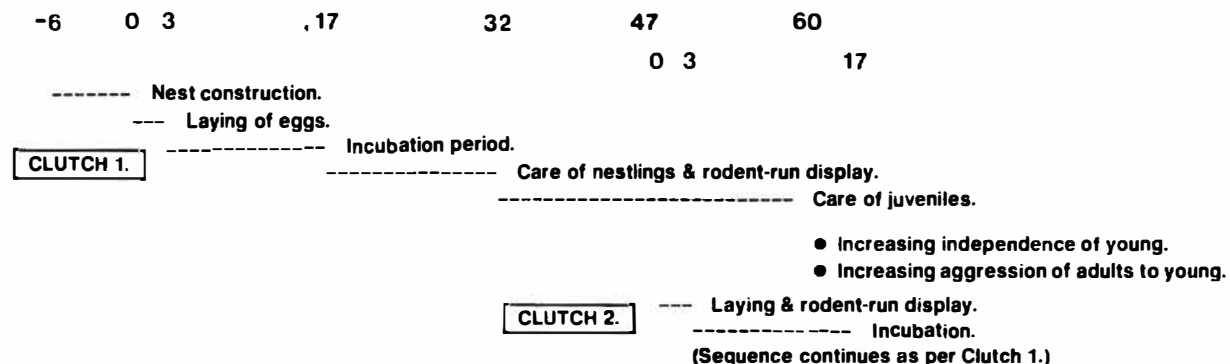 -6 0 3 , 17 32 47 60
0 3 17
------- Nest construction.
--- Laying of eggs.
CLUTCH 1.
-------------- Incubation period.
--------------- Care of nestlings & rodent-run display.
-------------------------- Care of juveniles.
● Increasing independence of young.
● Increasing aggression of adults to young.
CLUTCH 2.
--- Laying & rodent-run display.
-------------- Incubation.
(Sequence continues as per Clutch 1.)